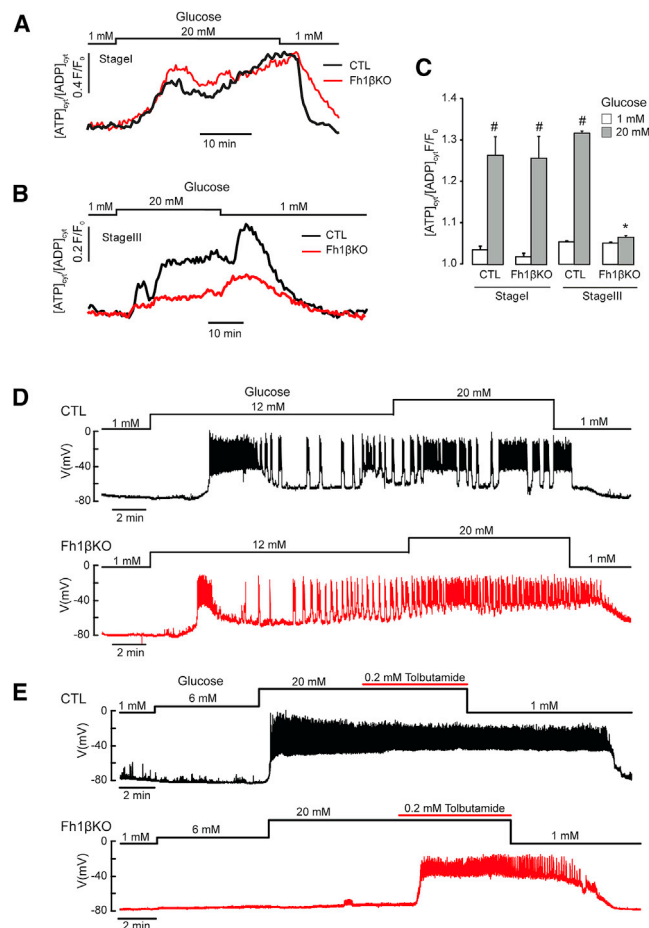 A
Glucose
1 mM 20 mM 1 mM
StageI
[ATP]cyt/[ADP]cyt
0.4 F/F0
CTL
Fh1βKO
10 min
B
Glucose
1 mM 20 mM 1 mM
StageIII
[ATP]cyt/[ADP]cyt
0.2 F/F0
CTL
Fh1βKO
10 min
C
Glucose
1 mM
20 mM
[ATP]cyt/[ADP]cyt F/F0
1.4
1.3
1.2
1.1
1.0
# # # *
CTL Fh1βKO CTL Fh1βKO
StageI StageIII
D
CTL
Glucose
1 mM 12 mM 20 mM 1 mM
V(mV)
0
-40
-80
2 min
Fh1βKO
1 mM 12 mM 20 mM 1 mM
V(mV)
0
-40
-80
2 min
E
CTL
Glucose
0.2 mM Tolbutamide
1 mM 6 mM 20 mM 1 mM
V(mV)
0
-40
-80
2 min
Fh1βKO
0.2 mM Tolbutamide
1 mM 6 mM 20 mM 1 mM
V(mV)
0
-40
-80
2 min